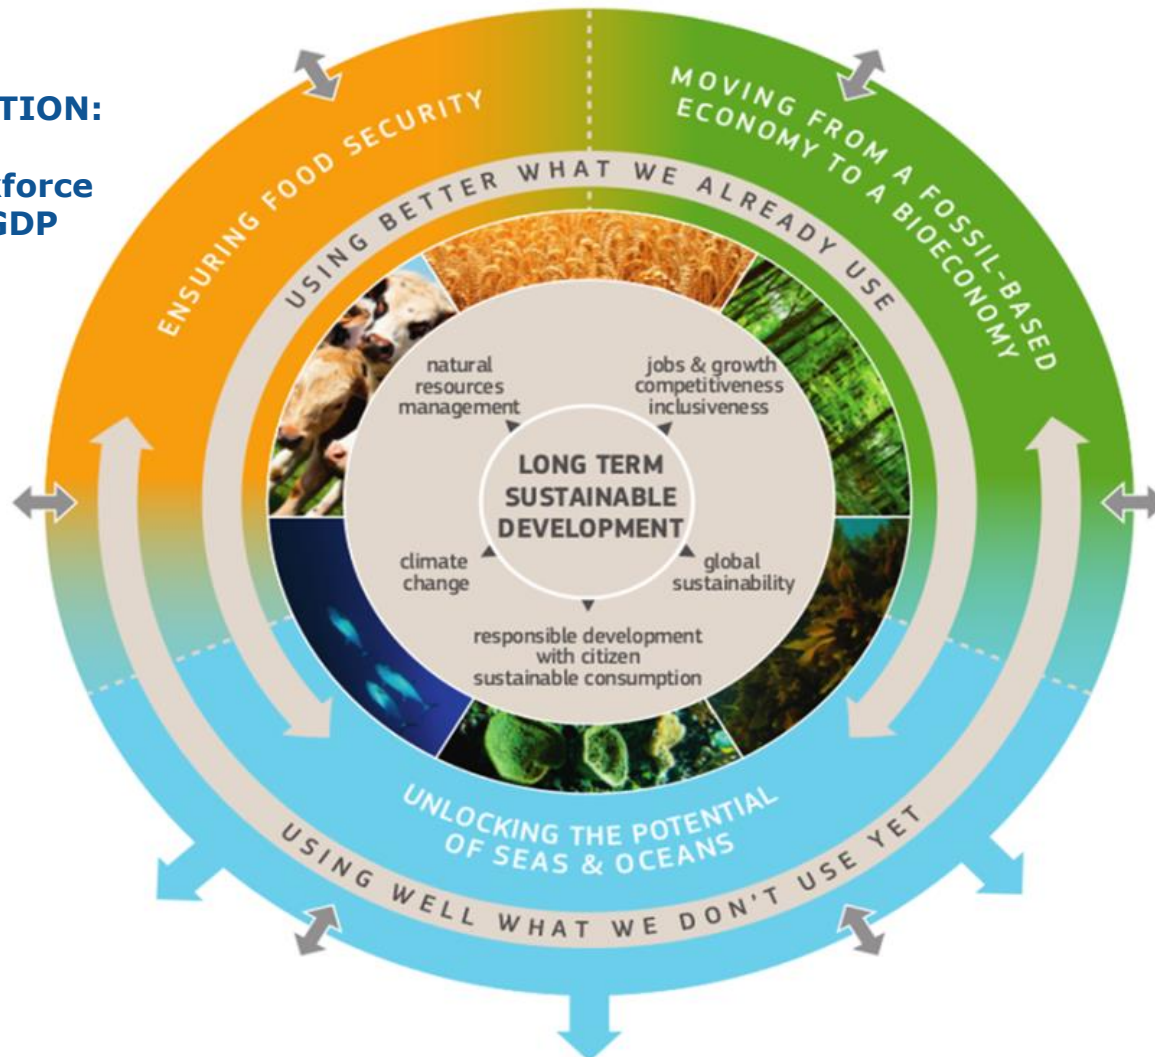 TION:
force
GDP
ENSURING FOOD SECURITY
MOVING FROM A FOSSIL-BASED
ECONOMY TO A BIOECONOMY
USING BETTER WHAT WE ALREADY USE
natural
resources
management
jobs & growth
competitiveness
inclusiveness
LONG TERM
SUSTAINABLE
DEVELOPMENT
climate
change
global
sustainability
responsible development
with citizen
sustainable consumption
UNLOCKING THE POTENTIAL
OF SEAS & OCEANS
USING WELL WHAT WE DON'T USE YET